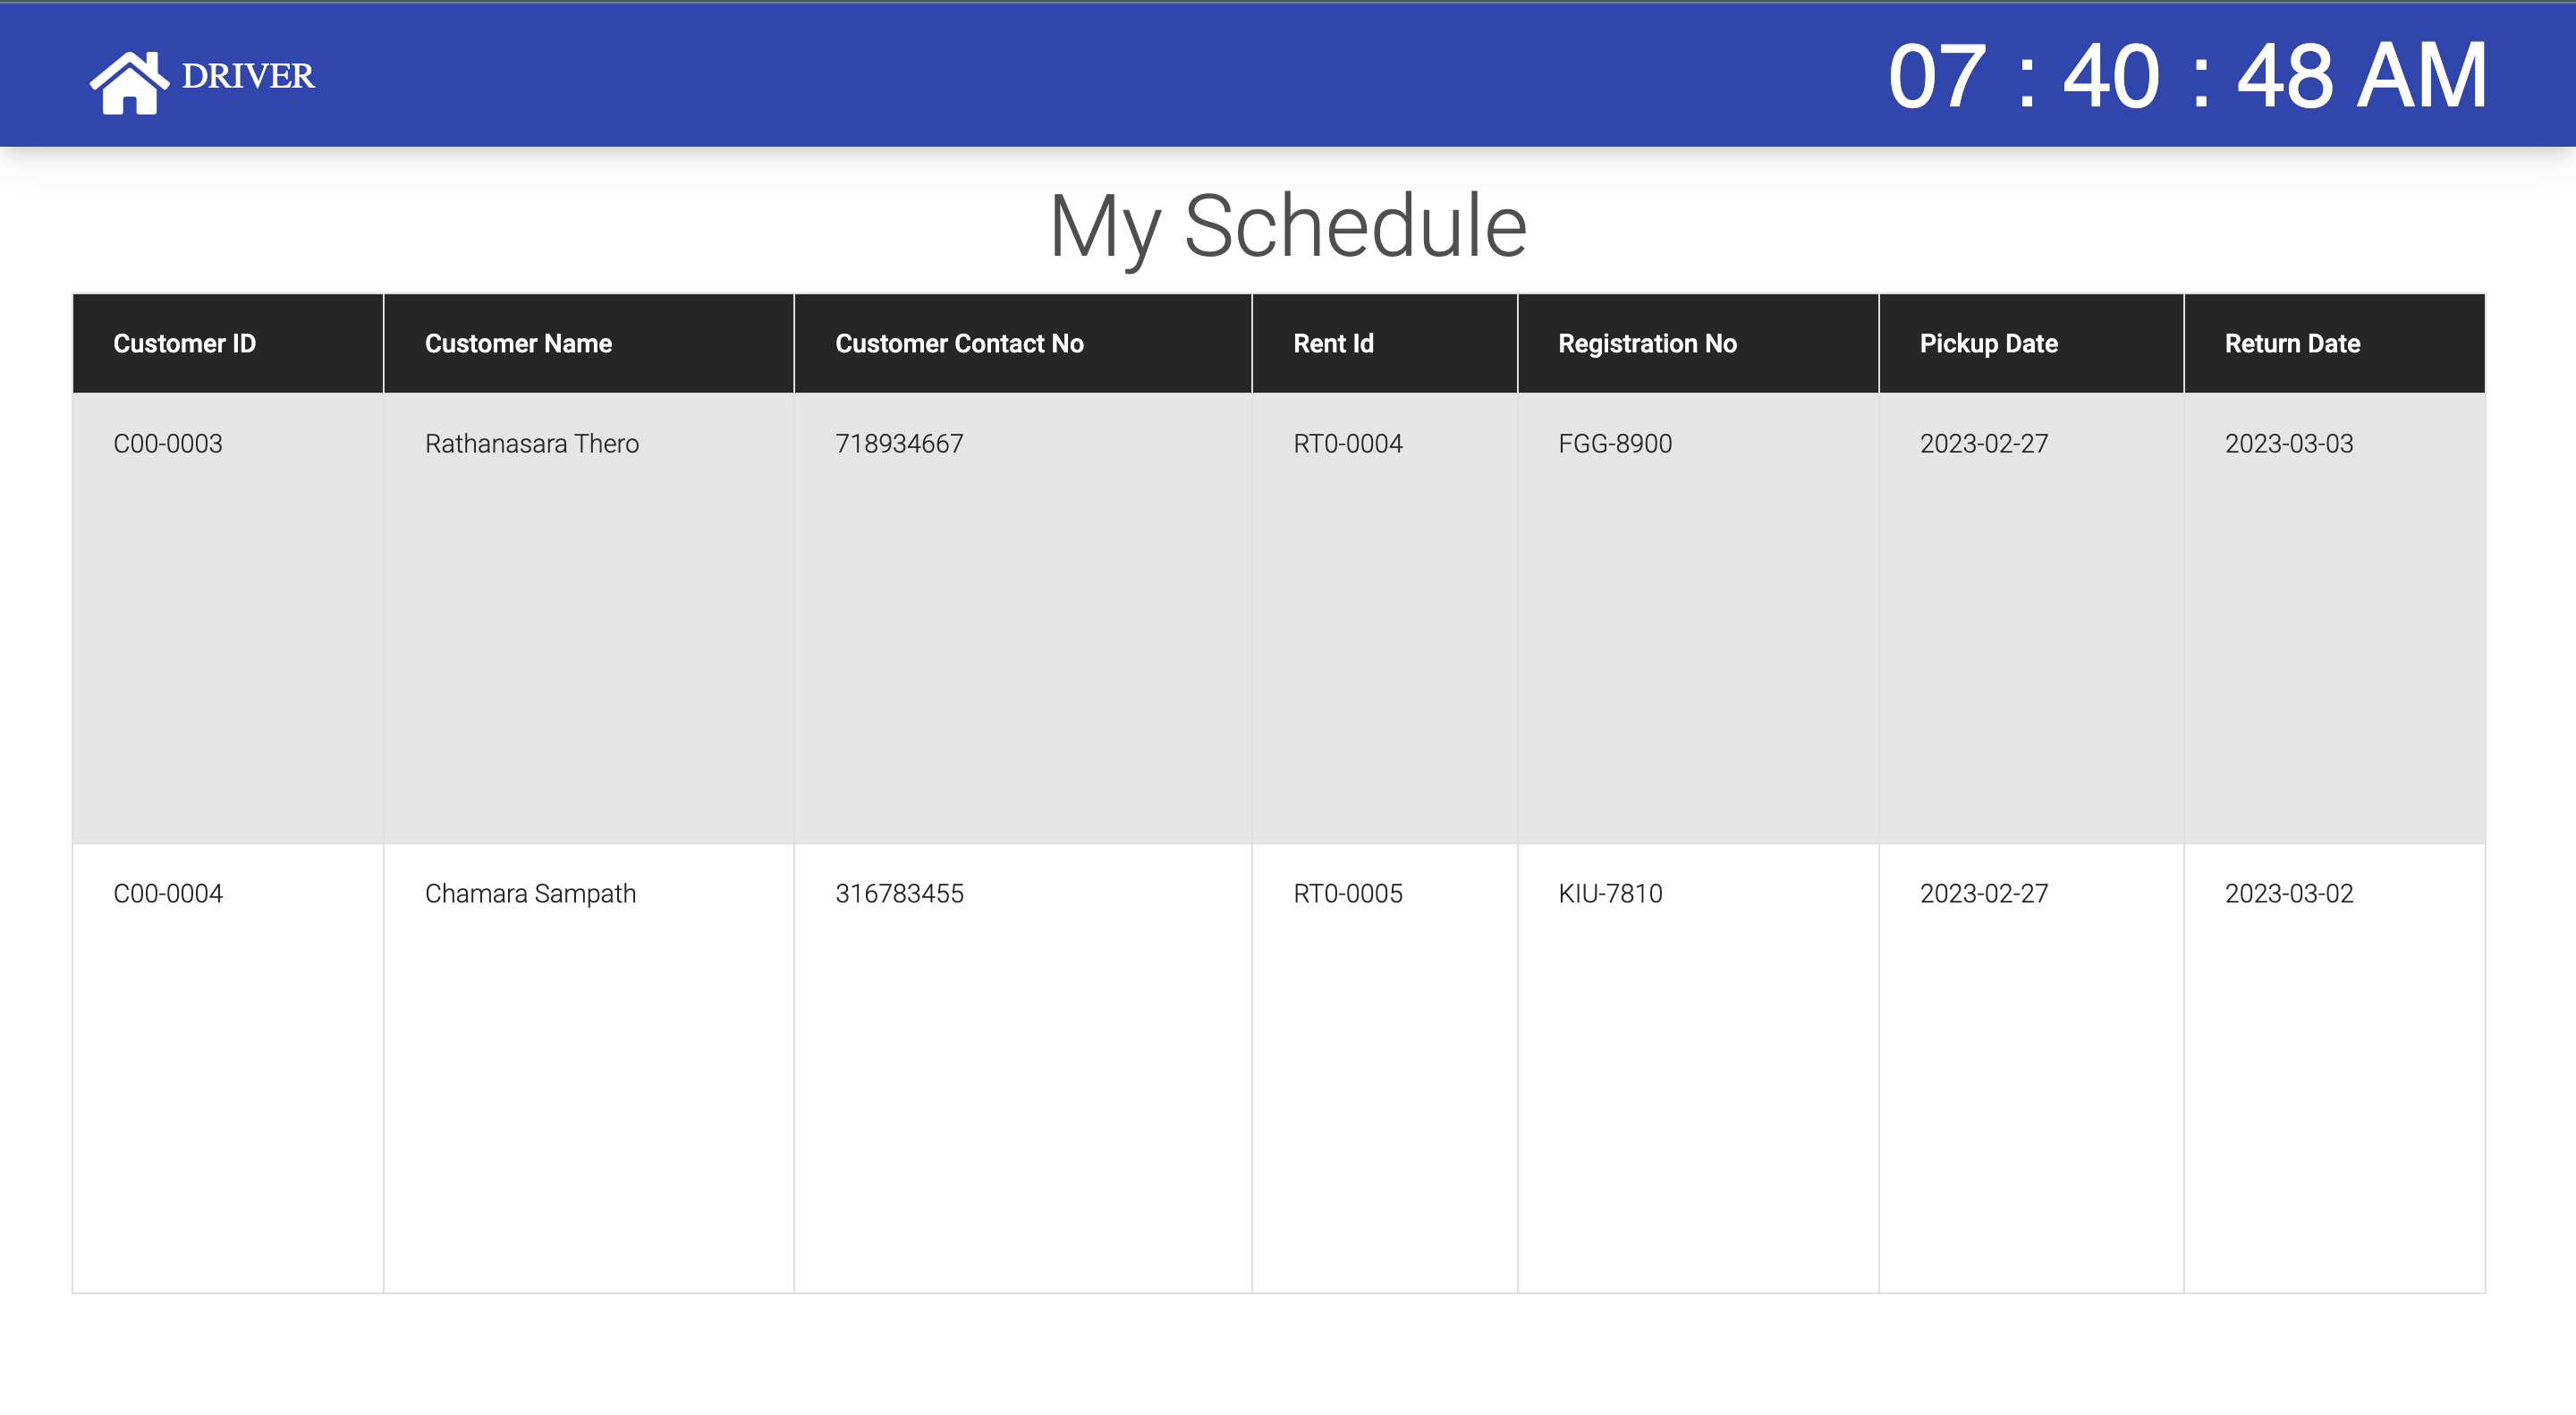 DRIVER 07 : 40 : 48 AM
My Schedule
Customer ID Customer Name Customer Contact No Rent Id Registration No Pickup Date Return Date
C00-0003 Rathanasara Thero 718934667 RT0-0004 FGG-8900 2023-02-27 2023-03-03
C00-0004 Chamara Sampath 316783455 RT0-0005 KIU-7810 2023-02-27 2023-03-02